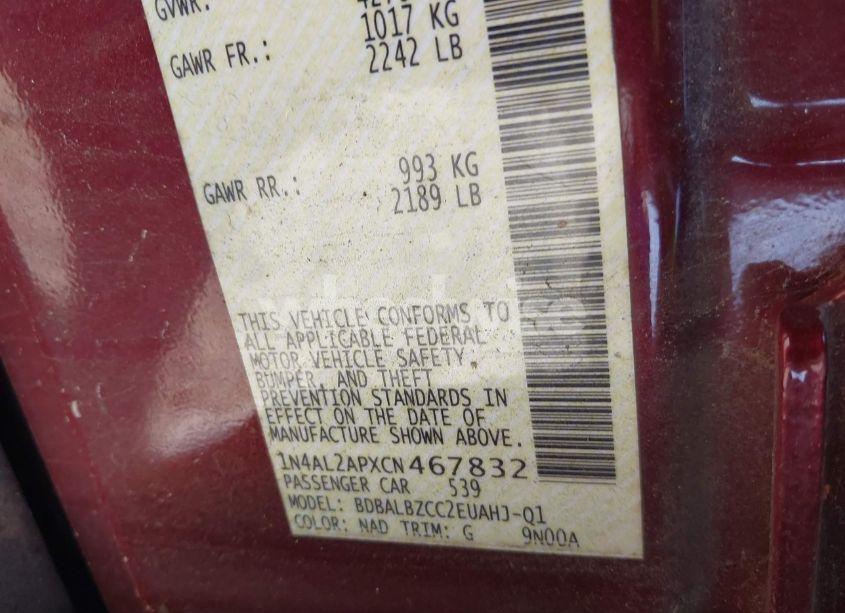 GVWR:
1017 KG
GAWR FR.:
2242 LB
993 KG
GAWR RR.:
2189 LB
THIS VEHICLE CONFORMS TO
ALL APPLICABLE FEDERAL
MOTOR VEHICLE SAFETY,
BUMPER, AND THEFT
PREVENTION STANDARDS IN
EFFECT ON THE DATE OF
MANUFACTURE SHOWN ABOVE.
1N4AL2APXCN467832
PASSENGER CAR 539
MODEL: BDBALBZCC2EUAHJ-Q1
COLOR: NAD TRIM: G 9N00A